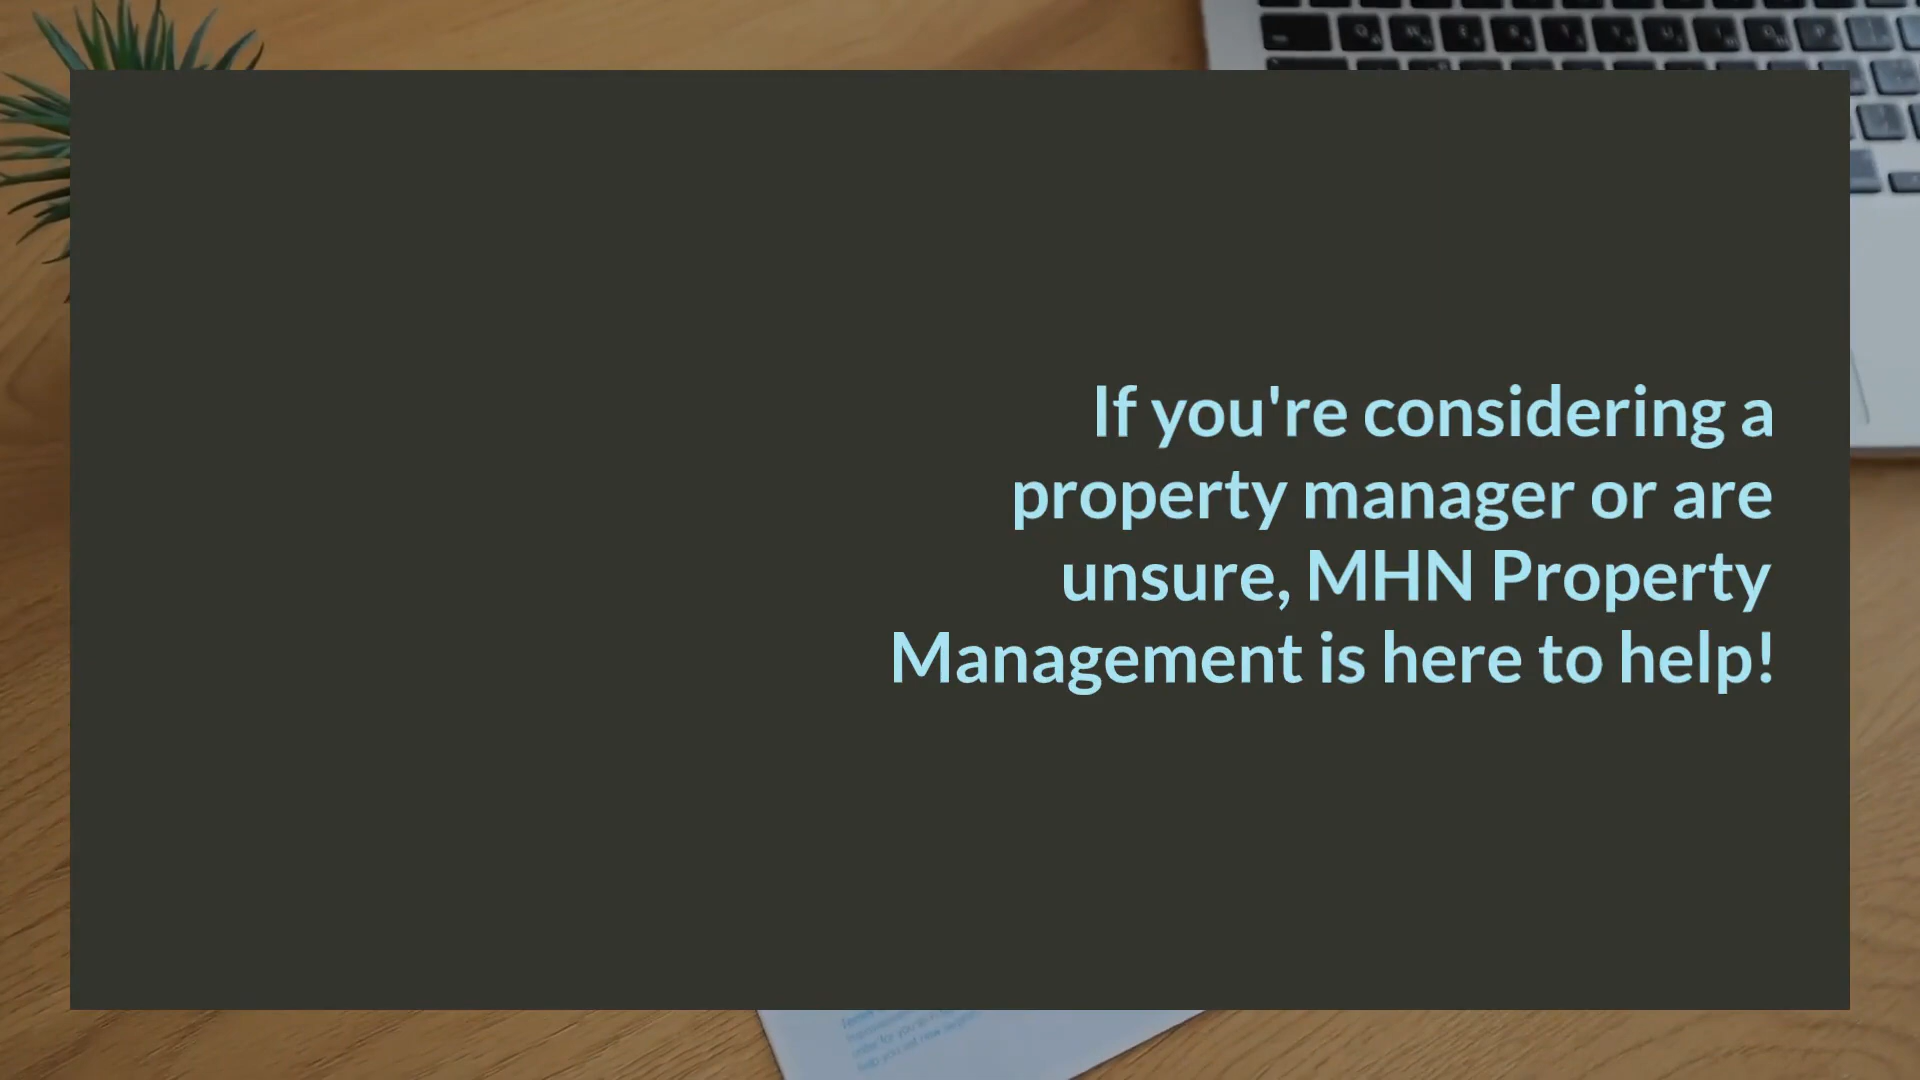 If you're considering a
property manager or are
unsure, MHN Property
Management is here to help!